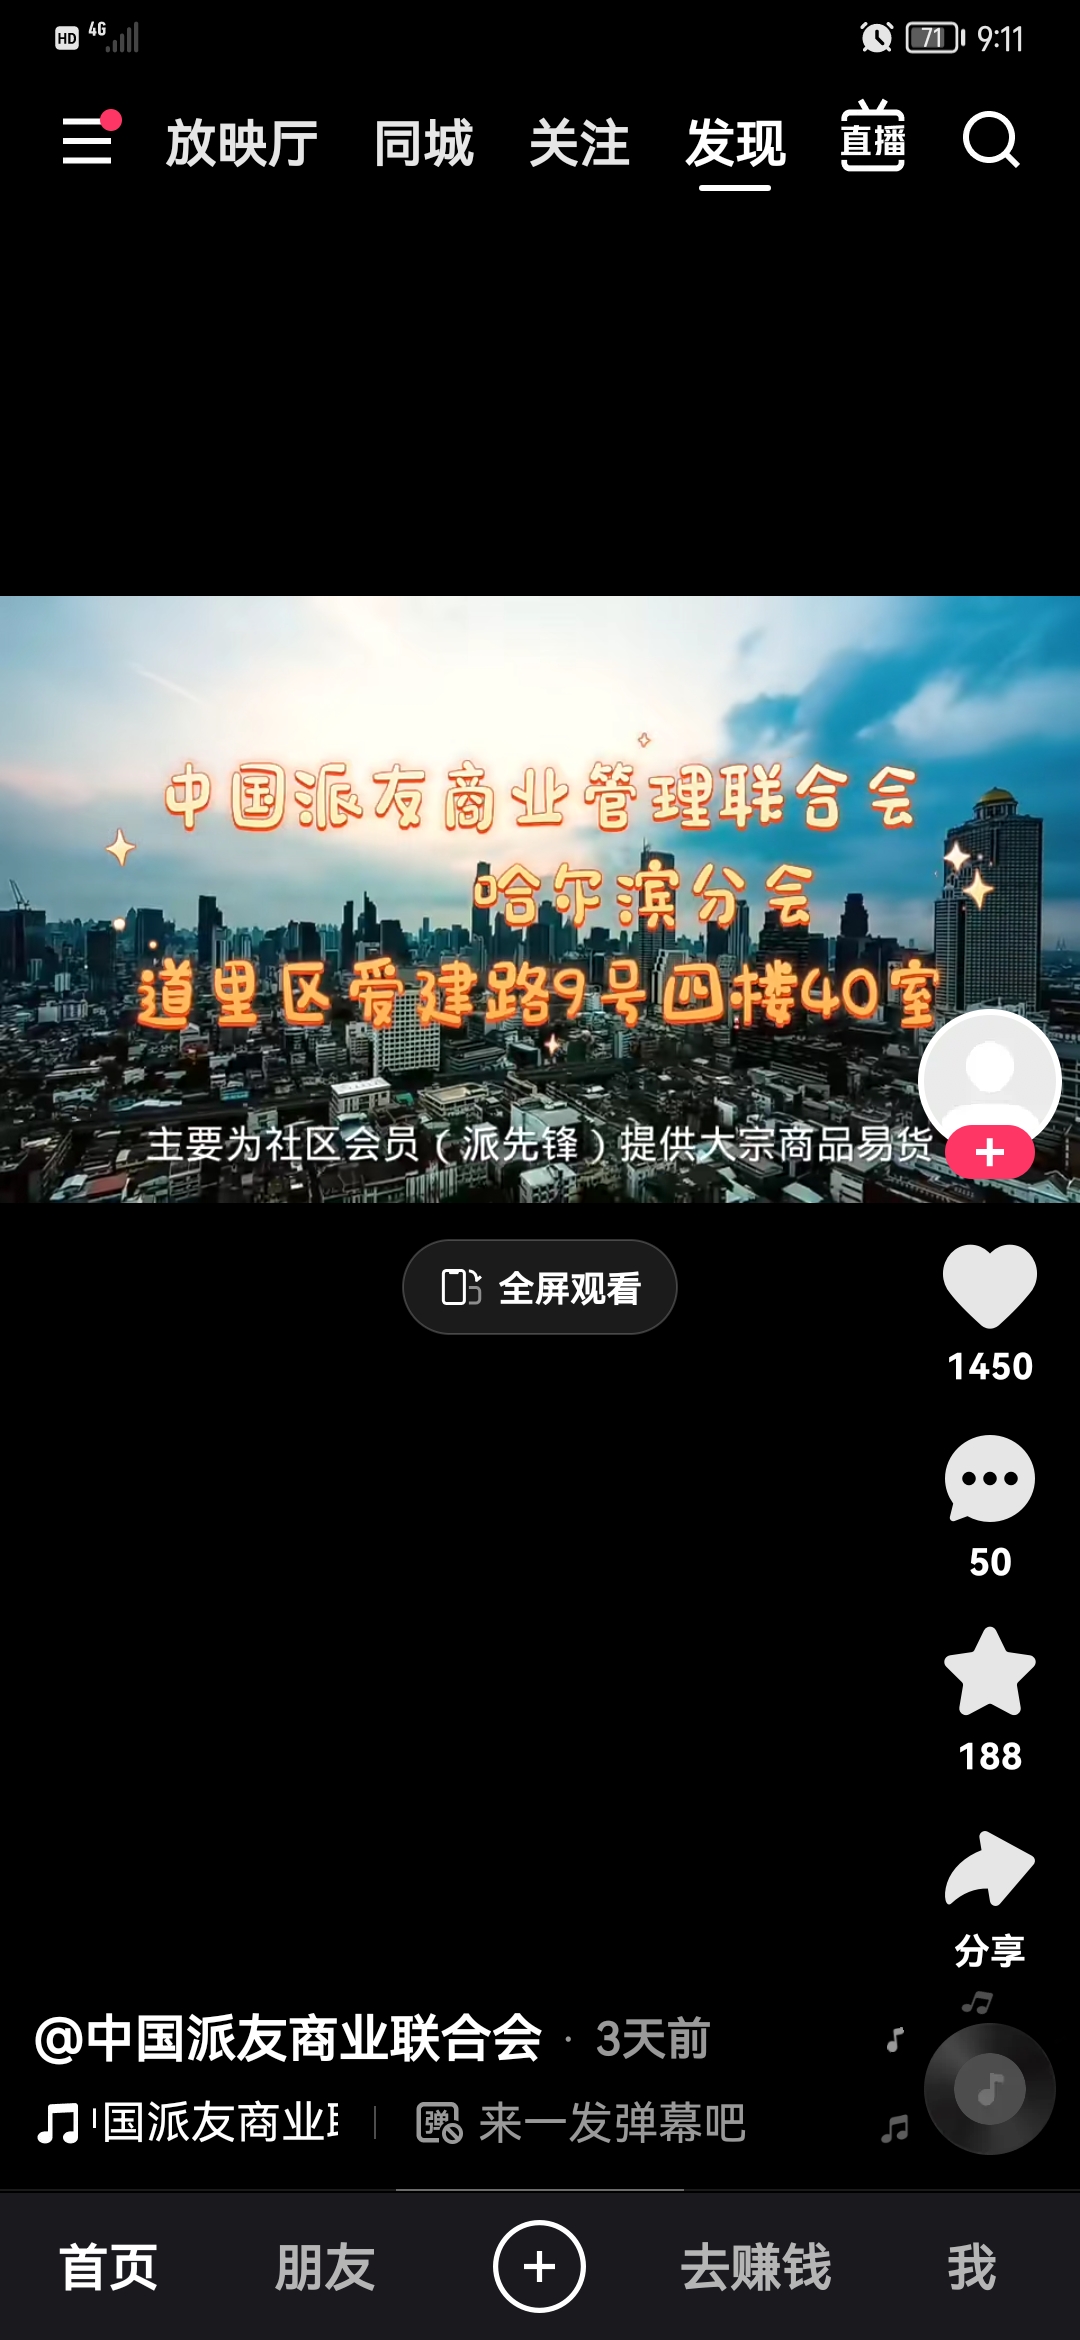 HD 4G 71 9:11
放映厅 同城 关注 发现 直播
中国派友商业管理联合会
哈尔滨分会
道里区爱建路9号四楼40室
主要为社区会员（派先锋）提供大宗商品易货
全屏观看
1450
50
188
分享
@中国派友商业联合会 · 3天前
国派友商业 弹 来一发弹幕吧
首页 朋友 去赚钱 我